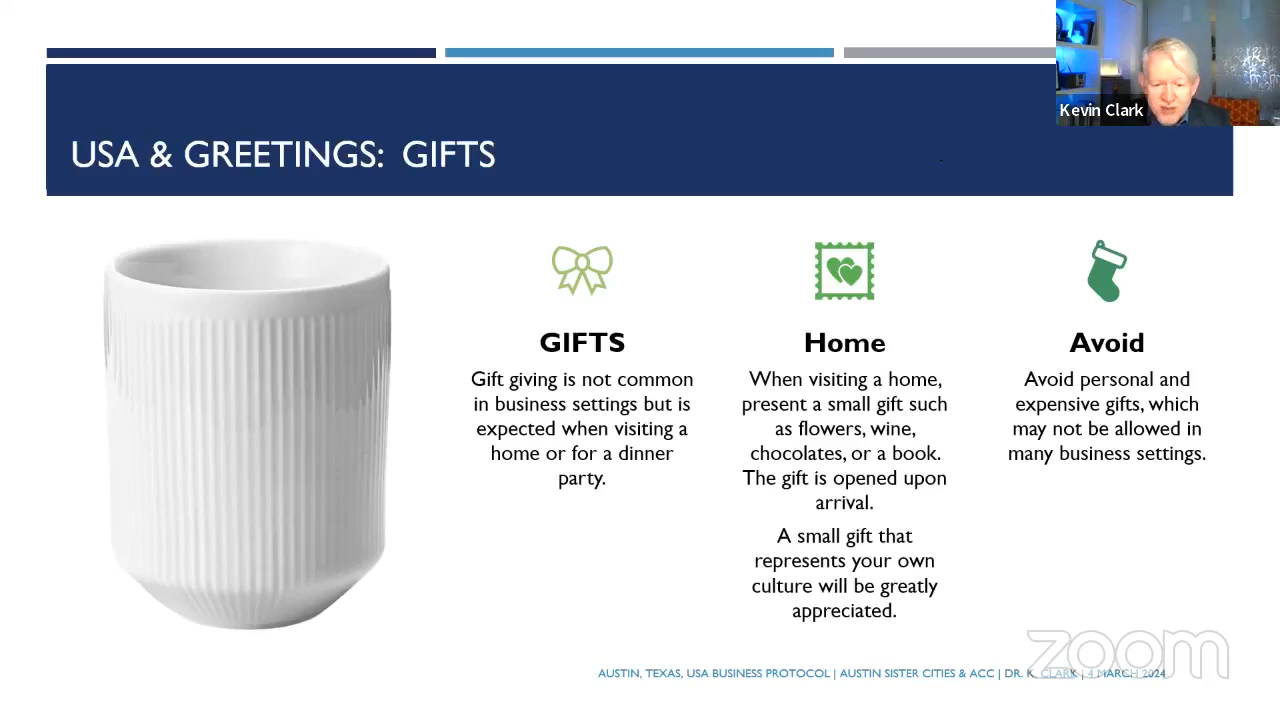 Kevin Clark
USA & GREETINGS: GIFTS
GIFTS
Gift giving is not common
in business settings but is
expected when visiting a
home or for a dinner
party.
Home
When visiting a home,
present a small gift such
as flowers, wine,
chocolates, or a book.
The gift is opened upon
arrival.
A small gift that
represents your own
culture will be greatly
appreciated.
Avoid
Avoid personal and
expensive gifts, which
may not be allowed in
many business settings.
AUSTIN, TEXAS, USA BUSINESS PROTOCOL | AUSTIN SISTER CITIES & ACC | DR. K. CLARK | 4 MARCH 2024
zoom